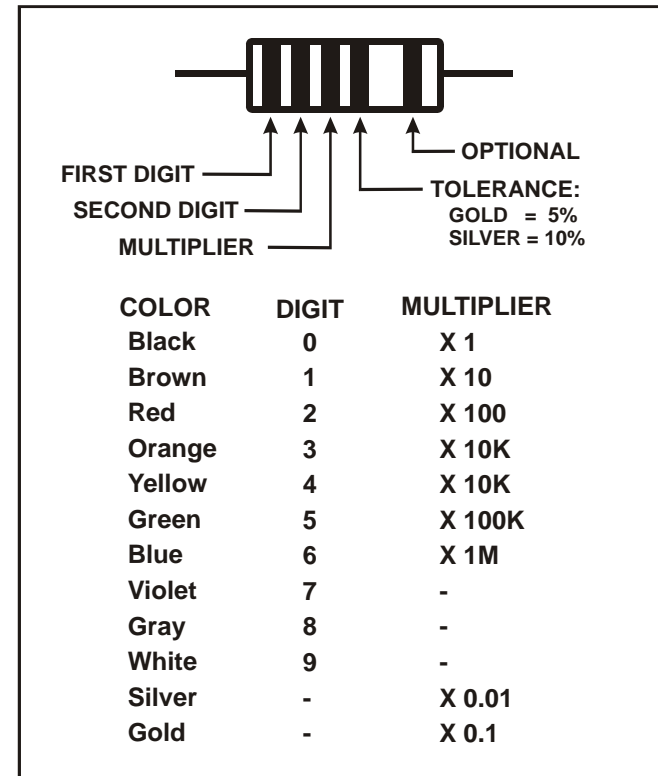 OPTIONAL
FIRST DIGIT
TOLERANCE:
SECOND DIGIT
GOLD = 5%
MULTIPLIER
SILVER = 10%
COLOR DIGIT MULTIPLIER
Black 0 X 1
Brown 1 X 10
Red 2 X 100
Orange 3 X 10K
Yellow 4 X 10K
Green 5 X 100K
Blue 6 X 1M
Violet 7 -
Gray 8 -
White 9 -
Silver - X 0.01
Gold - X 0.1